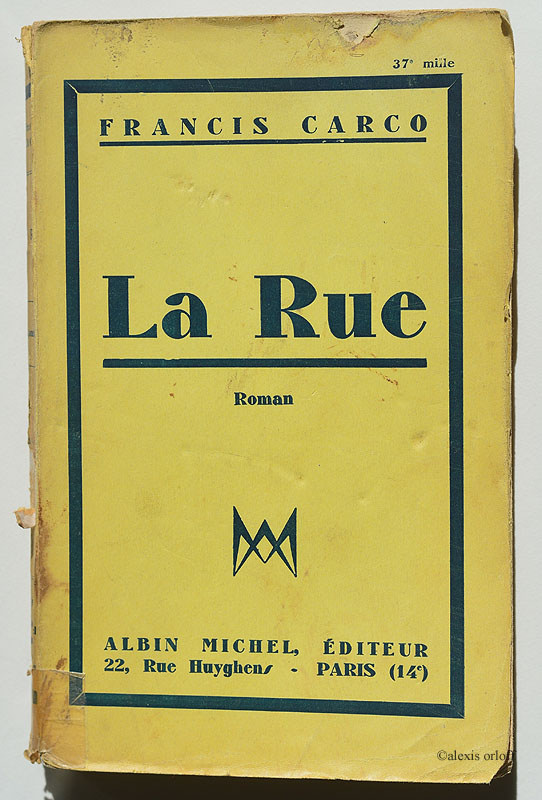 37e mille
FRANCIS CARCO
La Rue
Roman
ALBIN MICHEL, ÉDITEUR
22, Rue Huyghens - PARIS (14e)
©alexis orloff